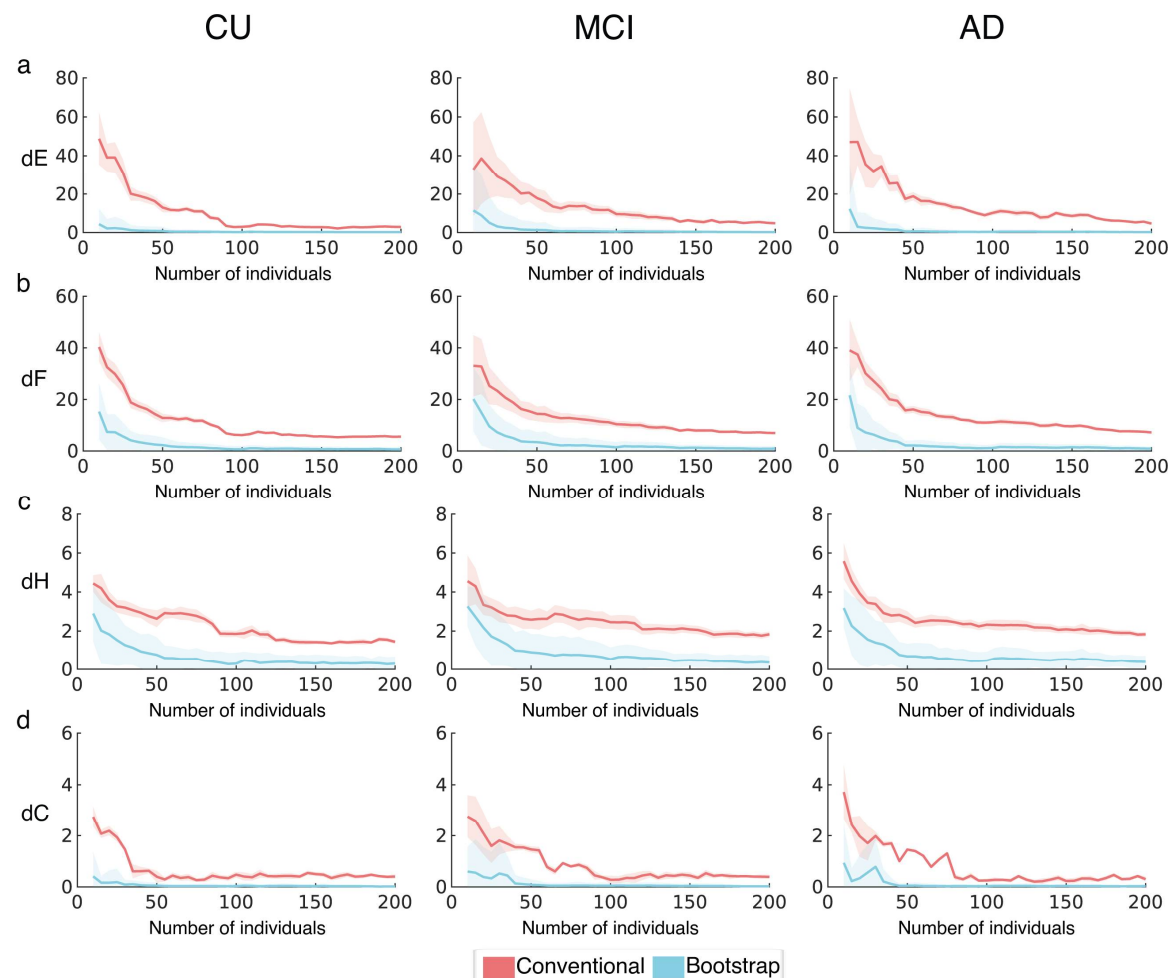 CU MCI AD
a
dE
80 80 80
60 60 60
40 40 40
20 20 20
0 0 0
0 50 100 150 200 0 50 100 150 200 0 50 100 150 200
Number of individuals Number of individuals Number of individuals
b
dF
60 60 60
40 40 40
20 20 20
0 0 0
0 50 100 150 200 0 50 100 150 200 0 50 100 150 200
Number of individuals Number of individuals Number of individuals
c
dH
8 8 8
6 6 6
4 4 4
2 2 2
0 0 0
0 50 100 150 200 0 50 100 150 200 0 50 100 150 200
Number of individuals Number of individuals Number of individuals
d
dC
6 6 6
4 4 4
2 2 2
0 0 0
0 50 100 150 200 0 50 100 150 200 0 50 100 150 200
Number of individuals Number of individuals Number of individuals
Conventional Bootstrap